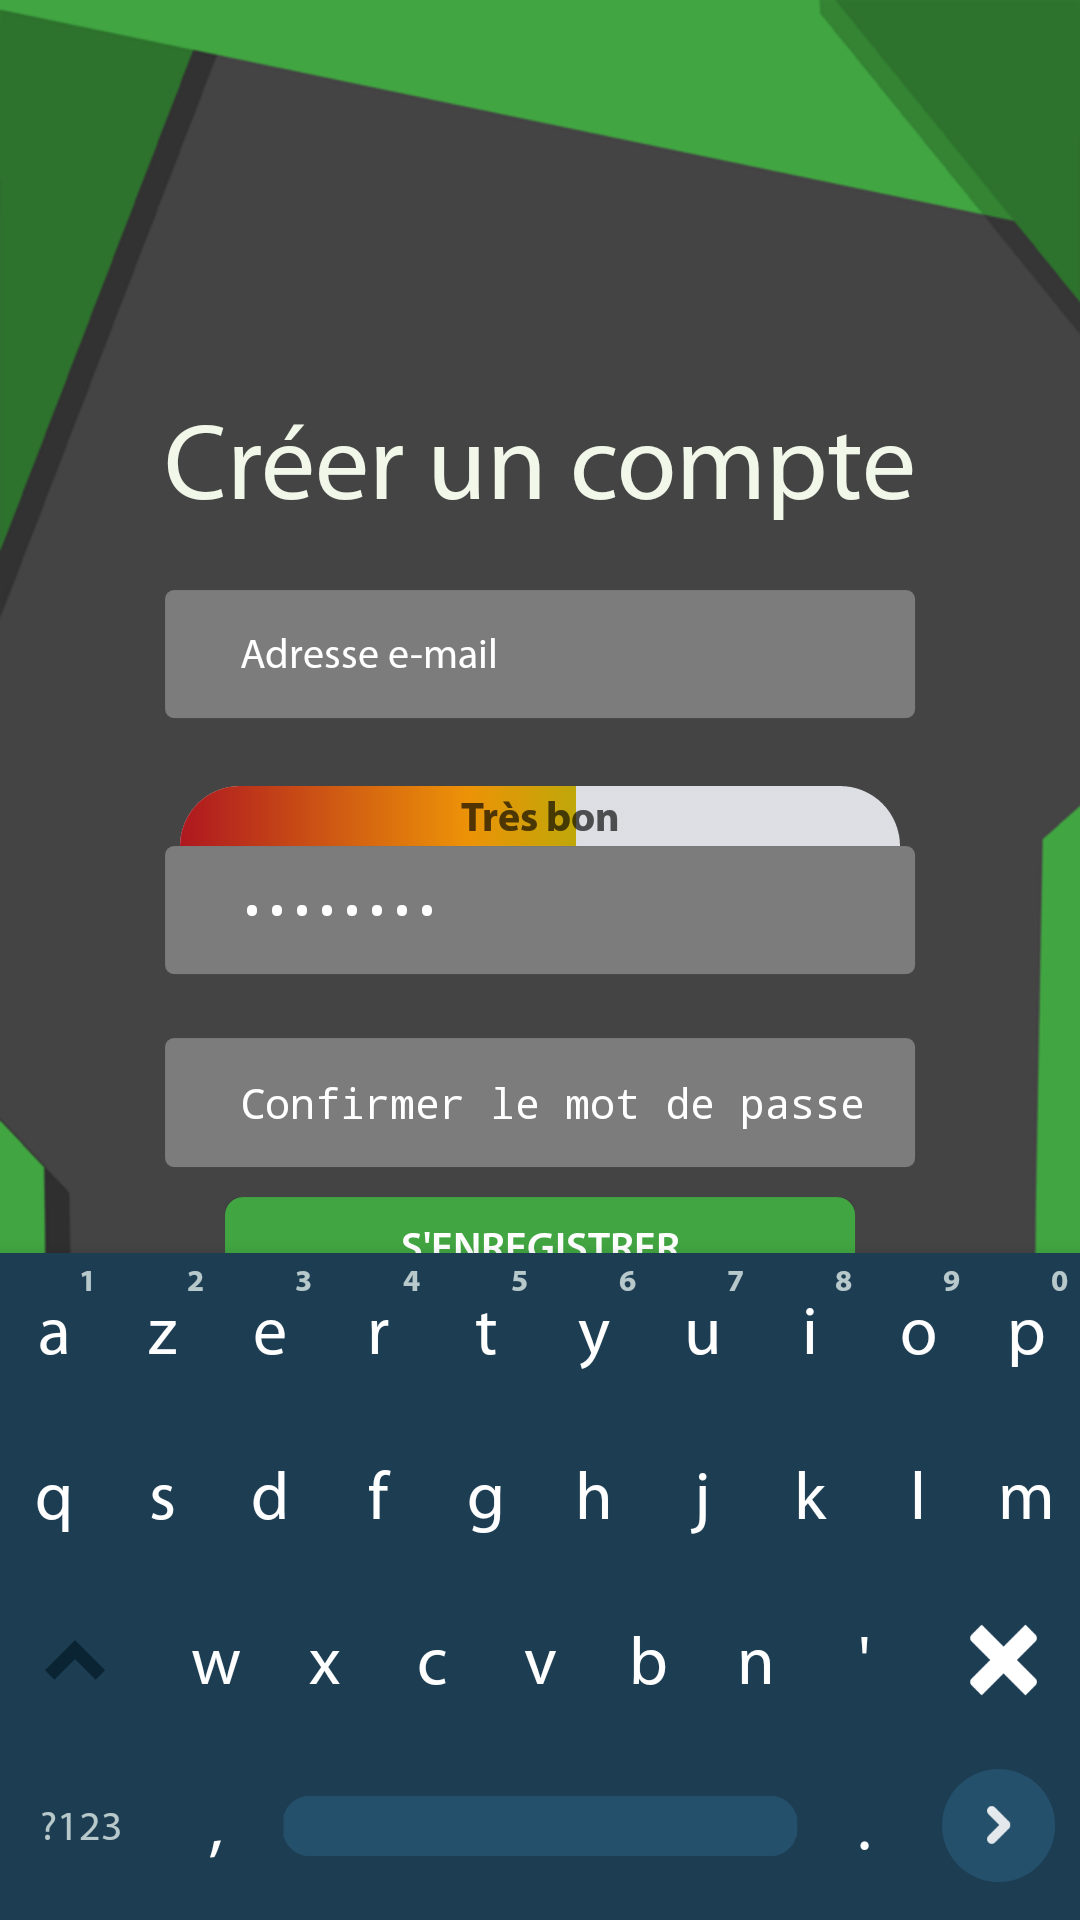 Créer un compte
Adresse e-mail
Très bon
••••••••
Confirmer le mot de passe
S'ENREGISTRER
1 2 3 4 5 6 7 8 9 0
a z e r t y u i o p
q s d f g h j k l m
w x c v b n '
?123 , .